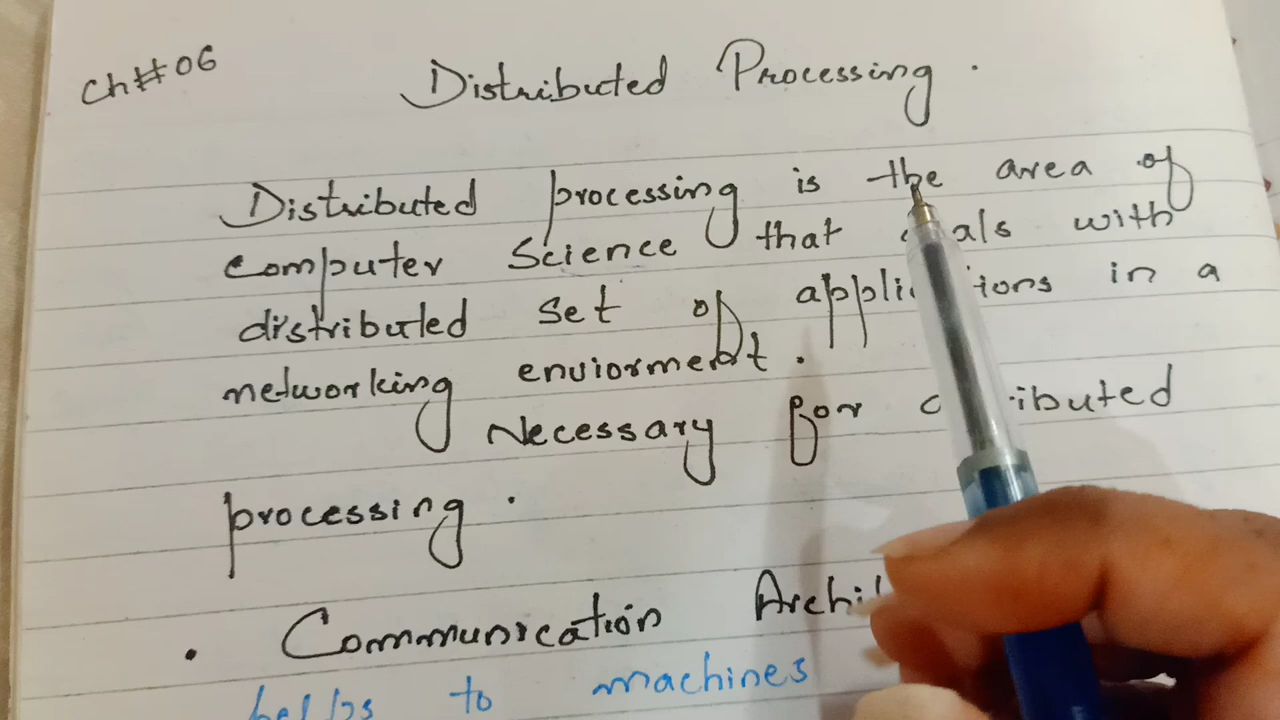 Ch# 06
Distributed Processing.
Distributed processing is the area of
Computer Science that deals with
distributed set of applications in a
networking enviorment.
Necessary for distributed
processing.
• Communication
helps to machines